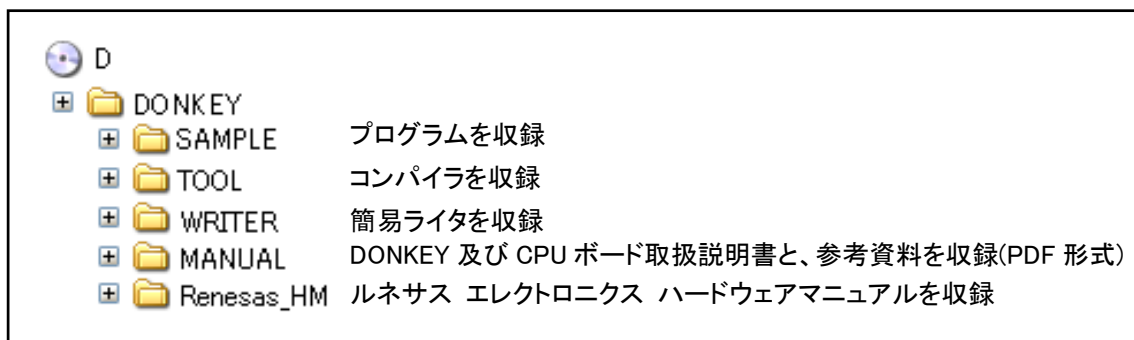 D
DONKEY
SAMPLE プログラムを収録
TOOL コンパイラを収録
WRITER 簡易ライタを収録
MANUAL DONKEY 及び CPU ボード取扱説明書と、参考資料を収録(PDF 形式)
Renesas_HM ルネサス エレクトロニクス ハードウェアマニュアルを収録